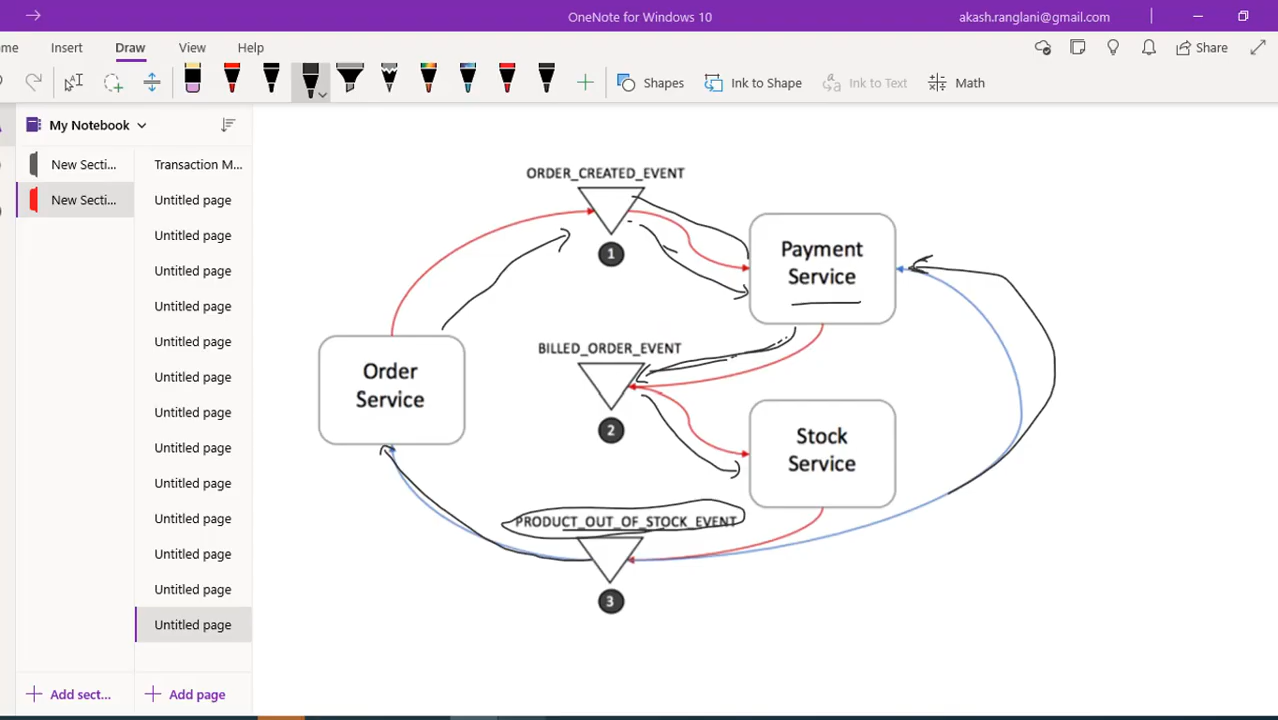 OneNote for Windows 10
akash.ranglani@gmail.com
me
Insert
Draw
View
Help
Share
Shapes
Ink to Shape
Ink to Text
Math
My Notebook
New Secti...
New Secti...
Transaction M...
Untitled page
Untitled page
Untitled page
Untitled page
Untitled page
Untitled page
Untitled page
Untitled page
Untitled page
Untitled page
Untitled page
Untitled page
Untitled page
Add sect...
Add page
ORDER_CREATED_EVENT
1
Payment
Service
BILLED_ORDER_EVENT
2
Order
Service
Stock
Service
PRODUCT_OUT_OF_STOCK_EVENT
3